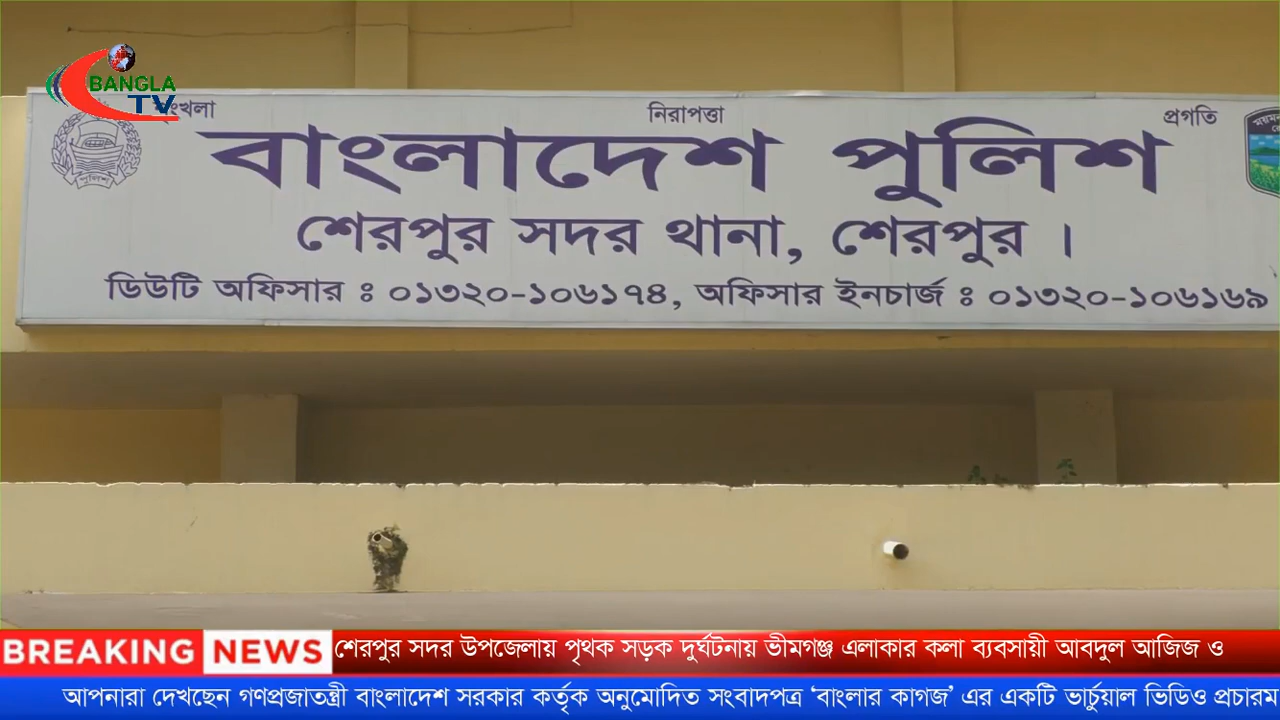 BANGLA
TV
নিরাপত্তা
প্রগতি
বাংলাদেশ পুলিশ
পুলিশ
শেরপুর সদর থানা, শেরপুর ।
ডিউটি অফিসার ঃ ০১৩২০-১০৬১৭৪, অফিসার ইনচার্জ ঃ ০১৩২০-১০৬১৬৯
BREAKING NEWS শেরপুর সদর উপজেলায় পৃথক সড়ক দুর্ঘটনায় ভীমগঞ্জ এলাকার কলা ব্যবসায়ী আবদুল আজিজ ও
আপনারা দেখছেন গণপ্রজাতন্ত্রী বাংলাদেশ সরকার কর্তৃক অনুমোদিত সংবাদপত্র ‘বাংলার কাগজ’ এর একটি ভার্চুয়াল ভিডিও প্রচারম